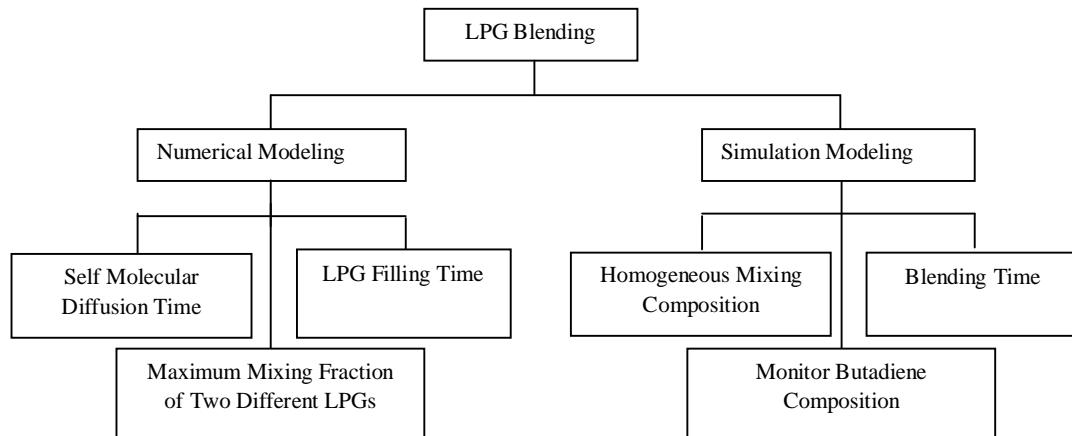 LPG Blending
Numerical Modeling
Simulation Modeling
Self Molecular
Diffusion Time
LPG Filling Time
Homogeneous Mixing
Composition
Blending Time
Maximum Mixing Fraction
of Two Different LPGs
Monitor Butadiene
Composition